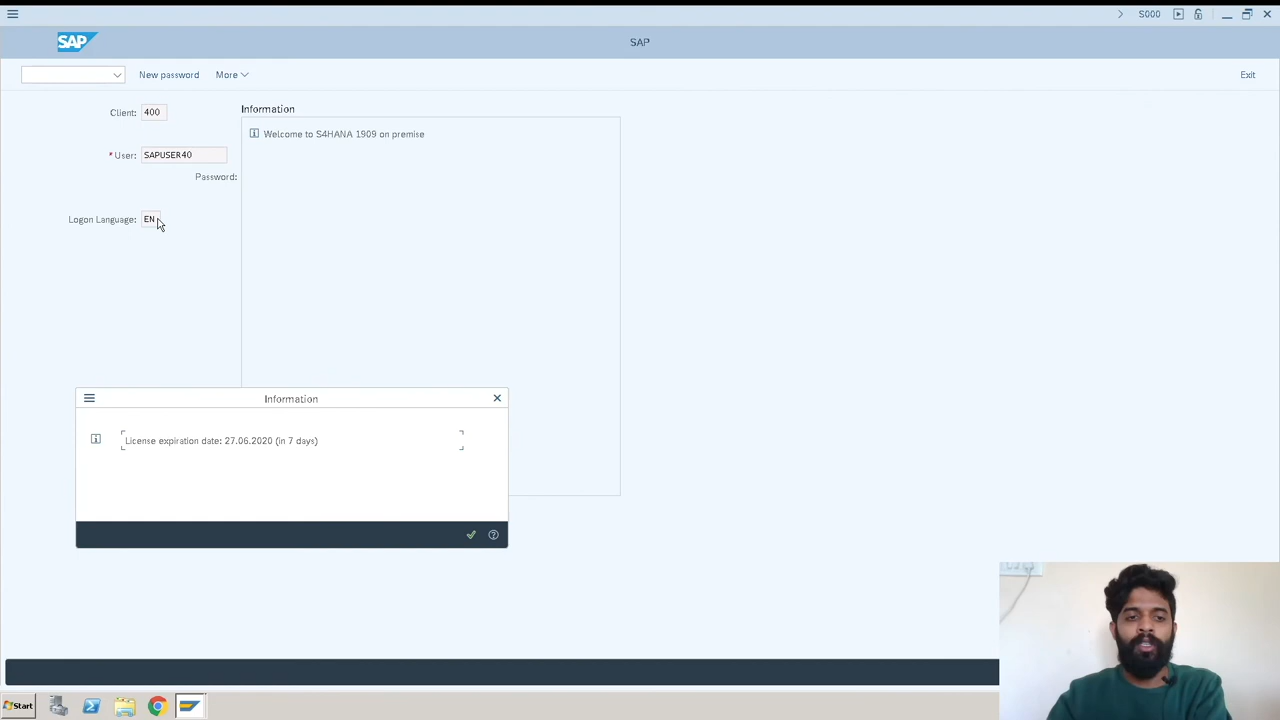 S000
SAP
SAP
New password
More
Exit
Client: 400
Information
Welcome to S4HANA 1909 on premise
* User: SAPUSER40
Password:
Logon Language: EN
Information
License expiration date: 27.06.2020 (in 7 days)
Start